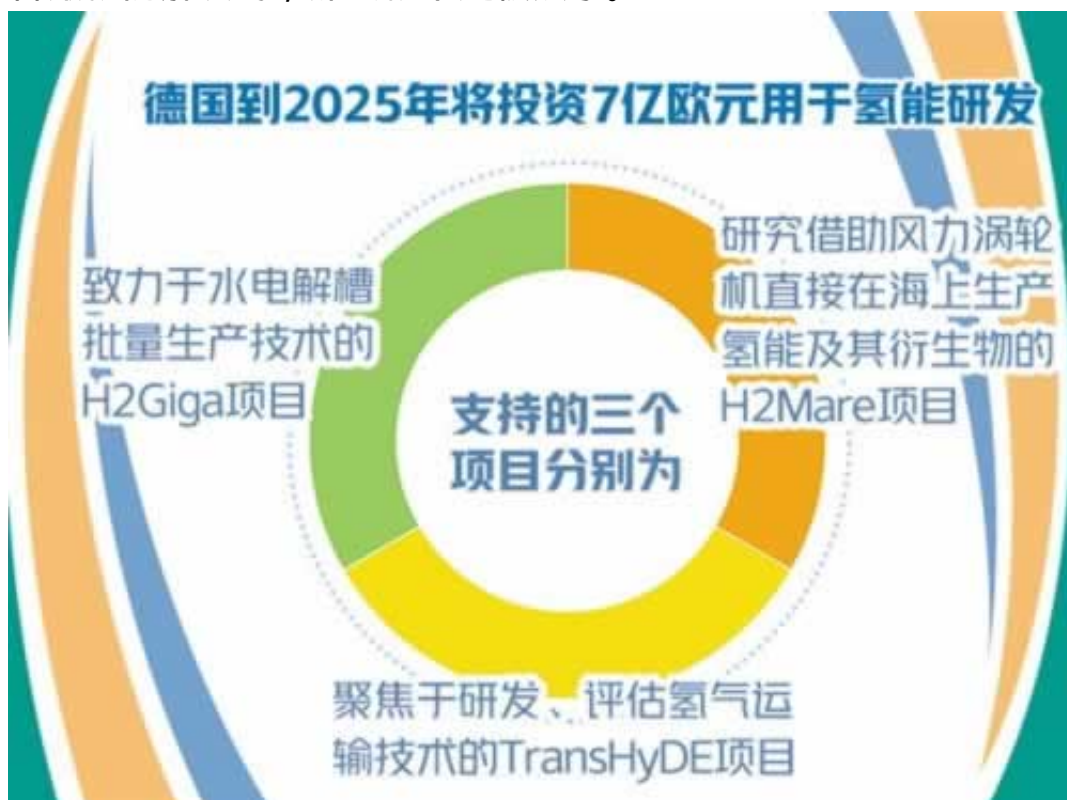 德国到2025年将投资7亿欧元用于氢能研发
研究借助风力涡轮
机直接在海上生产
氢能及其衍生物的
H2Mare项目
致力于水电解槽
批量生产技术的
H2Giga项目
支持的三个
项目分别为
聚焦于研发、评估氢气运
输技术的TransHyDE项目